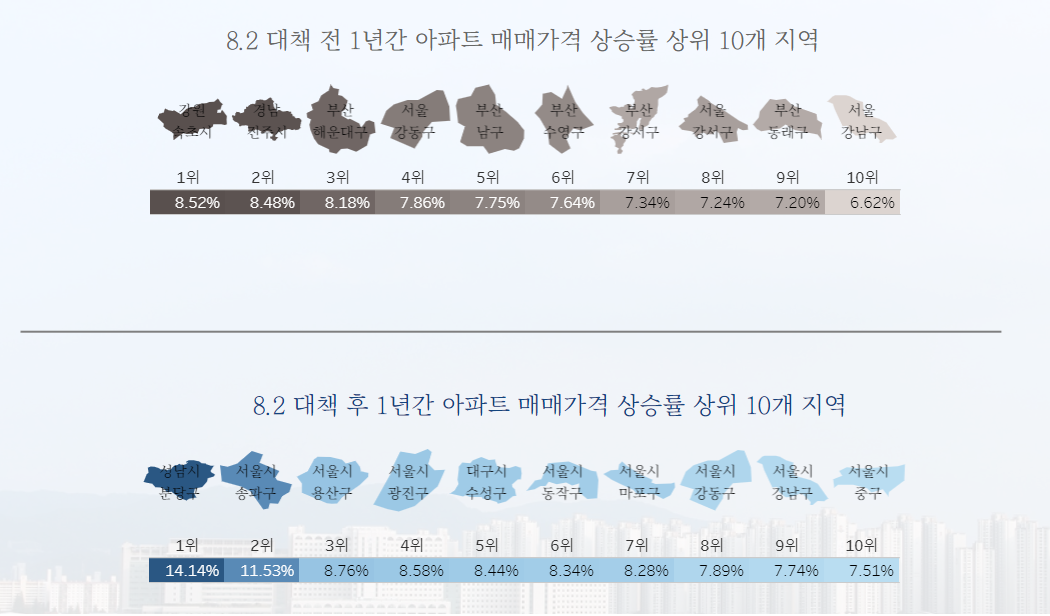 8.2 대책 전 1년간 아파트 매매가격 상승률 상위 10개 지역
강원 경남 부산 서울 부산 부산 부산 서울 부산 서울
속초시 진주시 해운대구 강동구 남구 수영구 강서구 강서구 동래구 강남구
1위 2위 3위 4위 5위 6위 7위 8위 9위 10위
8.52% 8.48% 8.18% 7.86% 7.75% 7.64% 7.34% 7.24% 7.20% 6.62%
8.2 대책 후 1년간 아파트 매매가격 상승률 상위 10개 지역
성남시 서울시 서울시 서울시 대구시 서울시 서울시 서울시 서울시 서울시
분당구 송파구 용산구 광진구 수성구 동작구 마포구 강동구 강남구 중구
1위 2위 3위 4위 5위 6위 7위 8위 9위 10위
14.14% 11.53% 8.76% 8.58% 8.44% 8.34% 8.28% 7.89% 7.74% 7.51%